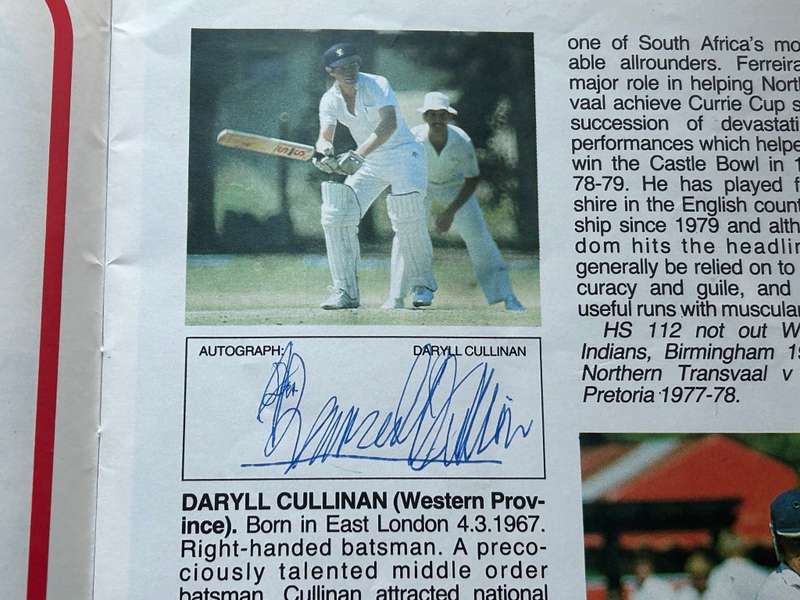 AUTOGRAPH:
DARYLL CULLINAN
DARYLL CULLINAN (Western Prov-
ince). Born in East London 4.3.1967.
Right-handed batsman. A preco-
ciously talented middle order
batsman, Cullinan attracted national
one of South Africa's mo
able allrounders. Ferreira
major role in helping North
vaal achieve Currie Cup s
succession of devastati
performances which helpe
win the Castle Bowl in 1
78-79. He has played f
shire in the English count
ship since 1979 and alth
dom hits the headlin
generally be relied on to
curacy and guile, and
useful runs with muscular
HS 112 not out W
Indians, Birmingham 19
Northern Transvaal v
Pretoria 1977-78.